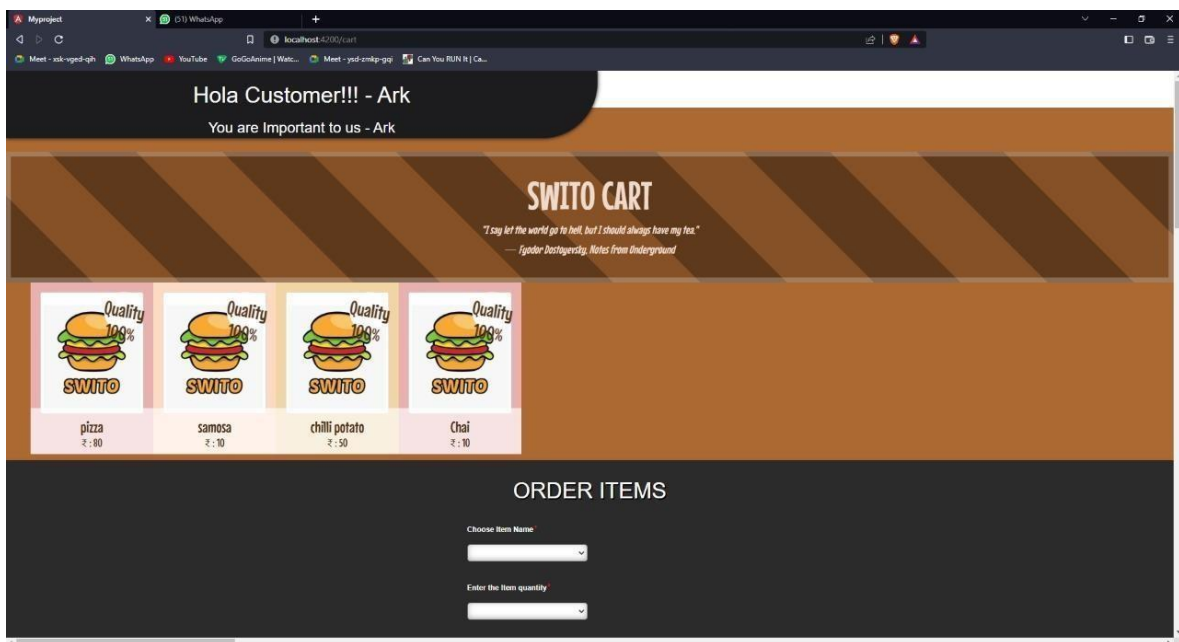 Myproject
(51) WhatsApp
localhost:4200/cart
Meet - xsk-vged-qih
WhatsApp
YouTube
GoGoAnime | Watc...
Meet - ysd-zmkp-gqi
Can You RUN It | Ca...
Hola Customer!!! - Ark
You are Important to us - Ark
SWITO CART
"I say let the world go to hell, but I should always have my tea."
— Fyodor Dostoyevsky, Notes from Underground
Quality
100%
SWITO
pizza
₹ : 80
Quality
100%
SWITO
samosa
₹ : 10
Quality
100%
SWITO
chilli potato
₹ : 50
Quality
100%
SWITO
Chai
₹ : 10
ORDER ITEMS
Choose Item Name*
Enter the Item quantity*